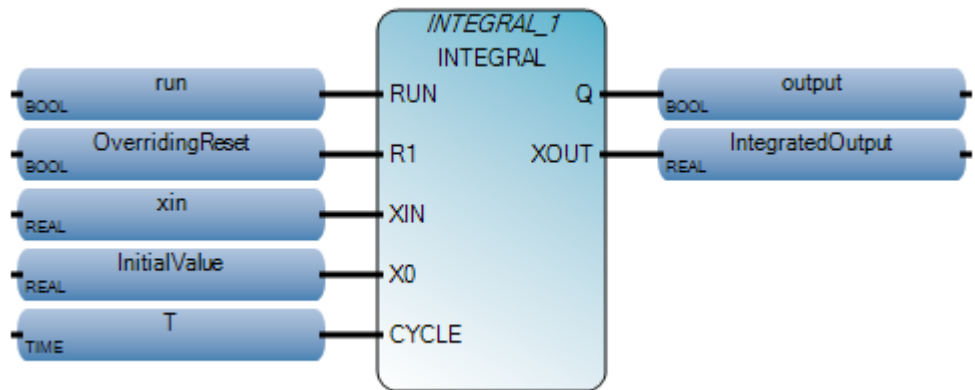 INTEGRAL_1
INTEGRAL
run
BOOL
RUN
Q
output
BOOL
OverridingReset
BOOL
R1
XOUT
IntegratedOutput
REAL
xin
REAL
XIN
InitialValue
REAL
X0
T
TIME
CYCLE